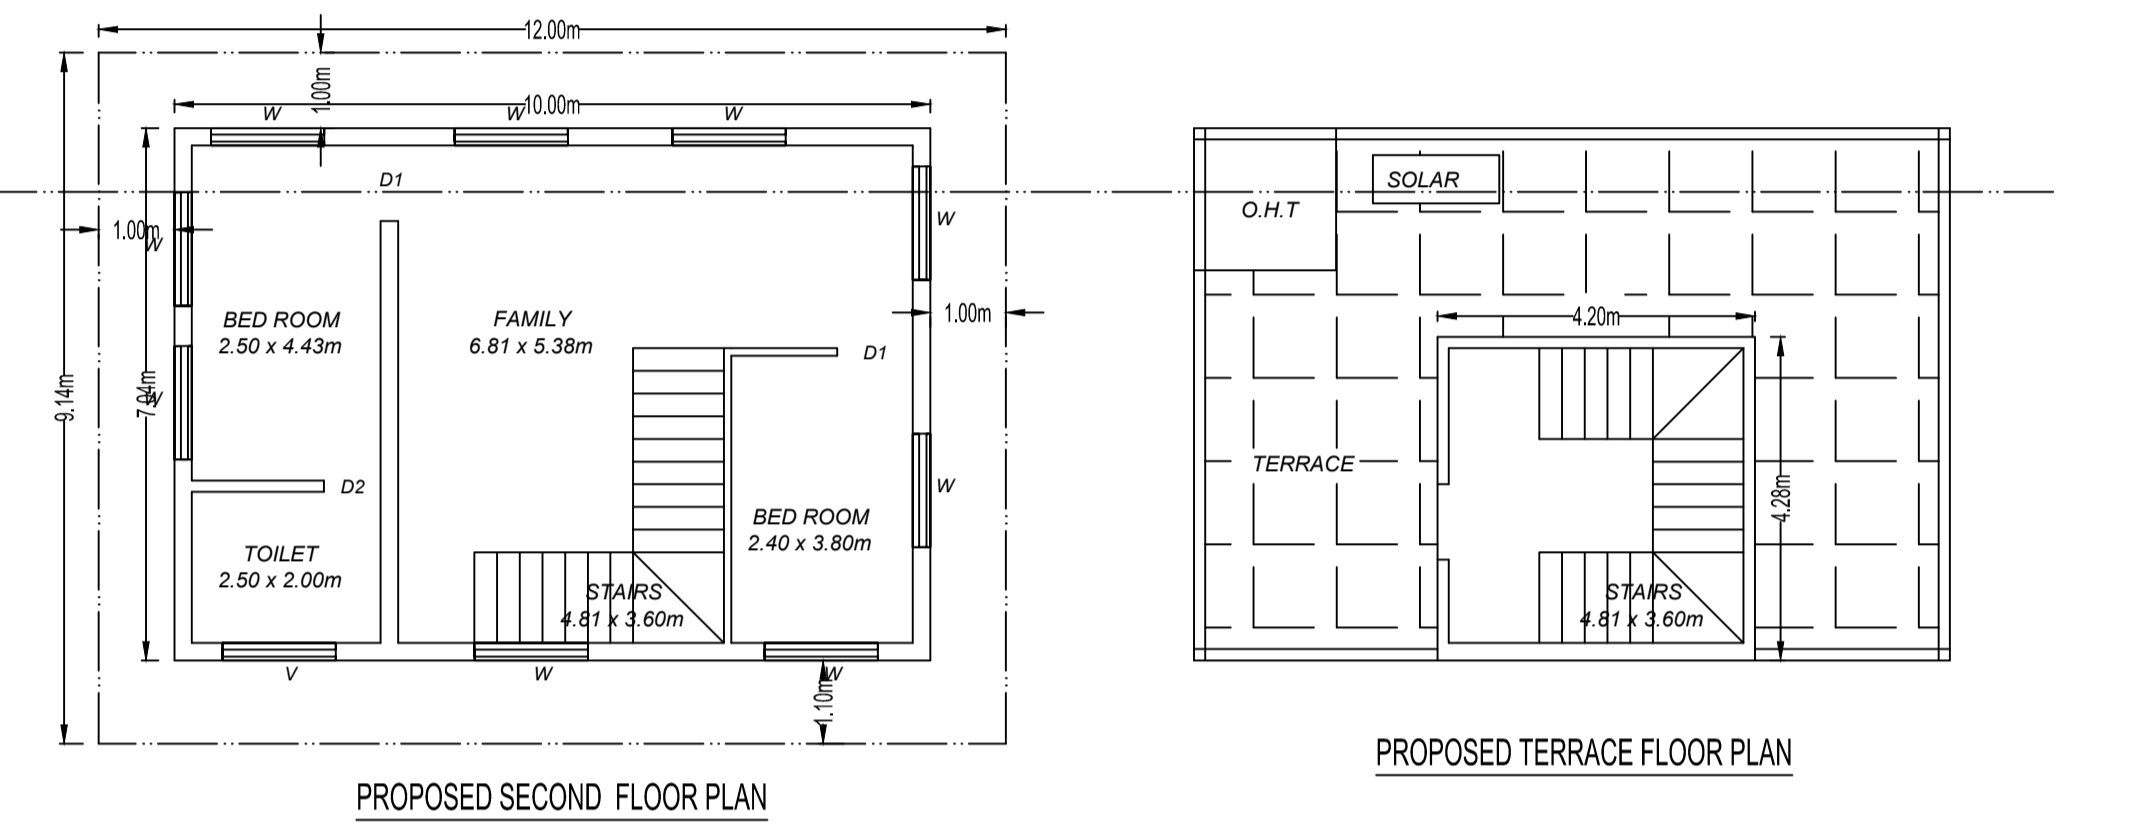 12.00m
1.00m
10.00m
W
W
W
D1
SOLAR
O.H.T
1.00m
W
W
BED ROOM
2.50 x 4.43m
FAMILY
6.81 x 5.38m
1.00m
4.20m
D1
9.14m
7.04m
W
TERRACE
4.28m
D2
W
BED ROOM
2.40 x 3.80m
TOILET
2.50 x 2.00m
STAIRS
4.81 x 3.60m
STAIRS
4.81 x 3.60m
V
W
W
1.10m
PROPOSED TERRACE FLOOR PLAN
PROPOSED SECOND FLOOR PLAN